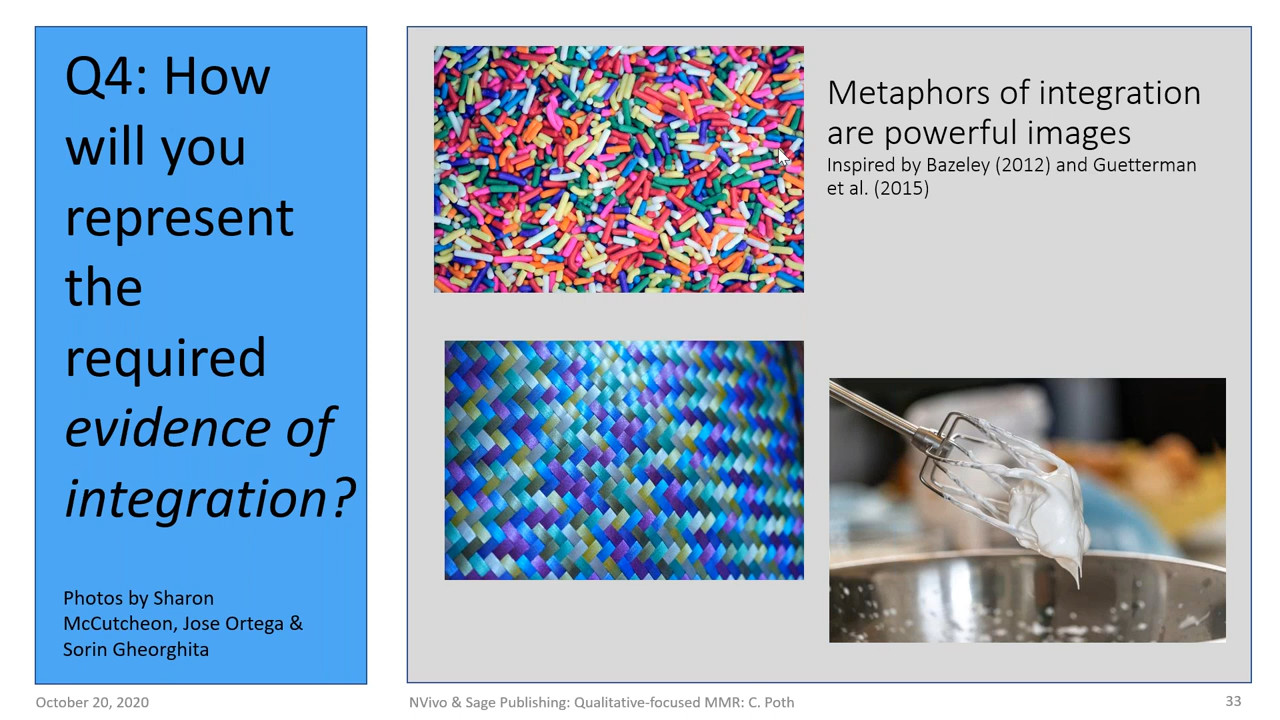 Q4: How
will you
represent
the
required
evidence of
integration?
Photos by Sharon
McCutcheon, Jose Ortega &
Sorin Gheorghita
Metaphors of integration
are powerful images
Inspired by Bazeley (2012) and Guetterman
et al. (2015)
October 20, 2020
NVivo & Sage Publishing: Qualitative-focused MMR: C. Poth
33